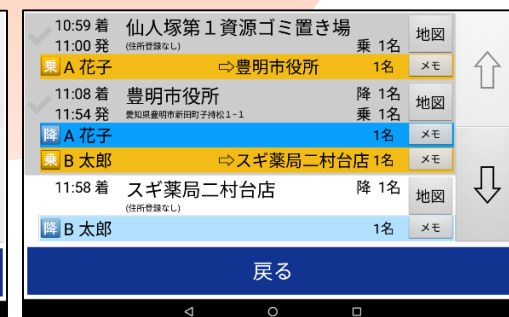 10:59 着 仙人塚第1資源ゴミ置き場
11:00 発 (住所登録なし) 乗 1名 地図
乗 A 花子 ⇨豊明市役所 1名 メモ
11:08 着 豊明市役所 降 1名
11:54 発 愛知県豊明市新田町子持松1-1 乗 1名 地図
降 A 花子 1名 メモ
乗 B 太郎 ⇨スギ薬局二村台店 1名 メモ
11:58 着 スギ薬局二村台店 降 1名 地図
(住所登録なし)
降 B 太郎 1名 メモ
戻る